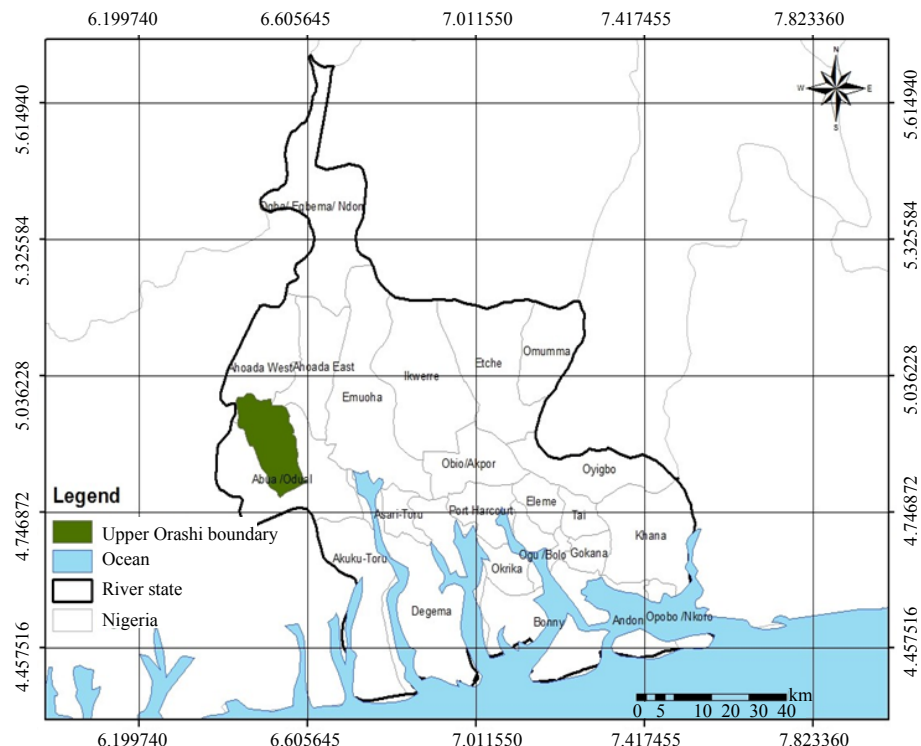 6.199740 6.605645 7.011550 7.417455 7.823360
N
W E
S
5.614940 5.614940
Ogba/ Egbema/ Ndon
5.325584 5.325584
Omumma
Etche
Ahoada West Ahoada East
Ikwerre
5.036228 5.036228
Emuoha
Obio/Akpor
Oyigbo
Abua /Odual
Legend
Eleme
4.746872 4.746872
Port Harcourt
Asari-Toru
Tai
Upper Orashi boundary
Khana
Ocean
Akuku-Toru
Ogu /Bolo
Gokana
Okrika
River state
Degema
Nigeria
Bonny
Andon
Opobo /Nkoro
4.457516 4.457516
km
0 5 10 20 30 40
6.199740 6.605645 7.011550 7.417455 7.823360